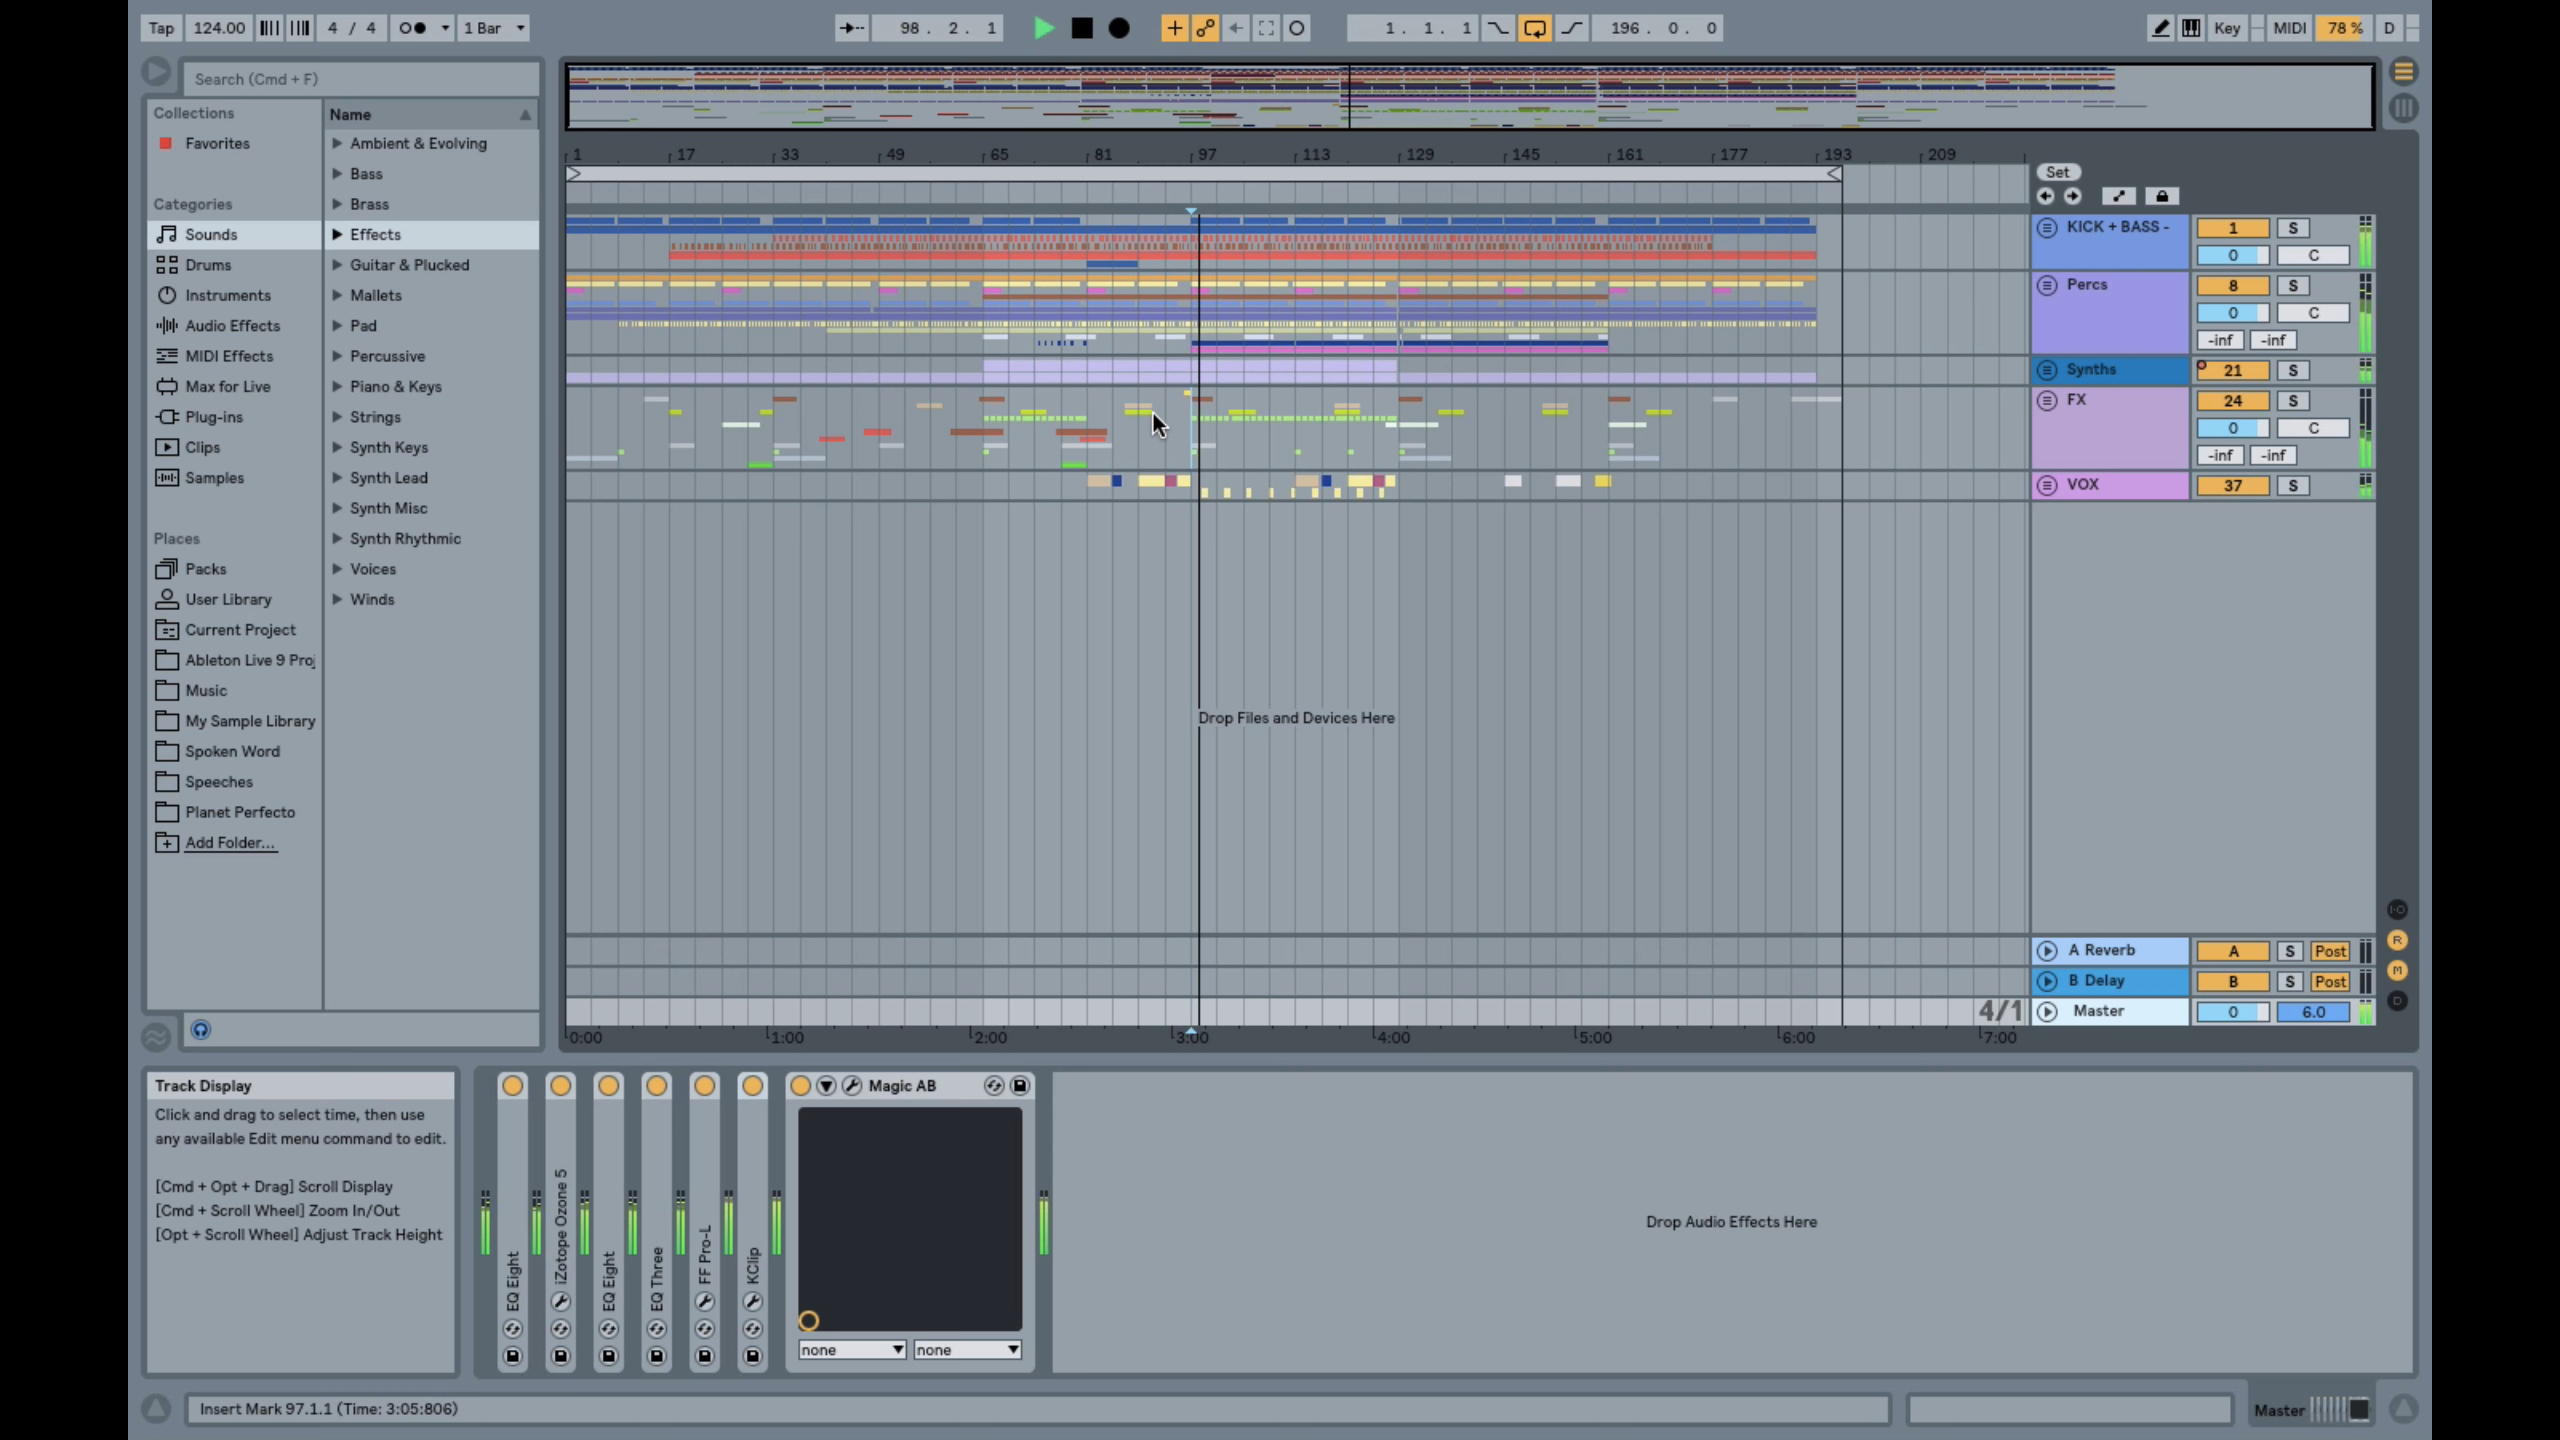 Tap 124.00 4 / 4 1 Bar 98 . 2 . 1 1 . 1 . 1 196 . 0 . 0 Key MIDI 78 % D
Search (Cmd + F)
Collections
Favorites
Categories
Sounds
Drums
Instruments
Audio Effects
MIDI Effects
Max for Live
Plug-ins
Clips
Samples
Places
Packs
User Library
Current Project
Ableton Live 9 Proj
Music
My Sample Library
Spoken Word
Speeches
Planet Perfecto
Add Folder...
Name
Ambient & Evolving
Bass
Brass
Effects
Guitar & Plucked
Mallets
Pad
Percussive
Piano & Keys
Strings
Synth Keys
Synth Lead
Synth Misc
Synth Rhythmic
Voices
Winds
1 17 33 49 65 81 97 113 129 145 161 177 193 209
Set
KICK + BASS - 1 S
0 C
Percs 8 S
0 C
-inf -inf
Synths 21 S
FX 24 S
0 C
-inf -inf
VOX 37 S
Drop Files and Devices Here
A Reverb A S Post
B Delay B S Post
4/1 Master 0 6.0
I·O
R
M
D
0:00 1:00 2:00 3:00 4:00 5:00 6:00 7:00
Track Display
Click and drag to select time, then use
any available Edit menu command to edit.
[Cmd + Opt + Drag] Scroll Display
[Cmd + Scroll Wheel] Zoom In/Out
[Opt + Scroll Wheel] Adjust Track Height
EQ Eight
iZotope Ozone 5
EQ Eight
EQ Three
FF Pro-L
KClip
Magic AB
none none
Drop Audio Effects Here
Insert Mark 97.1.1 (Time: 3:05:806)
Master